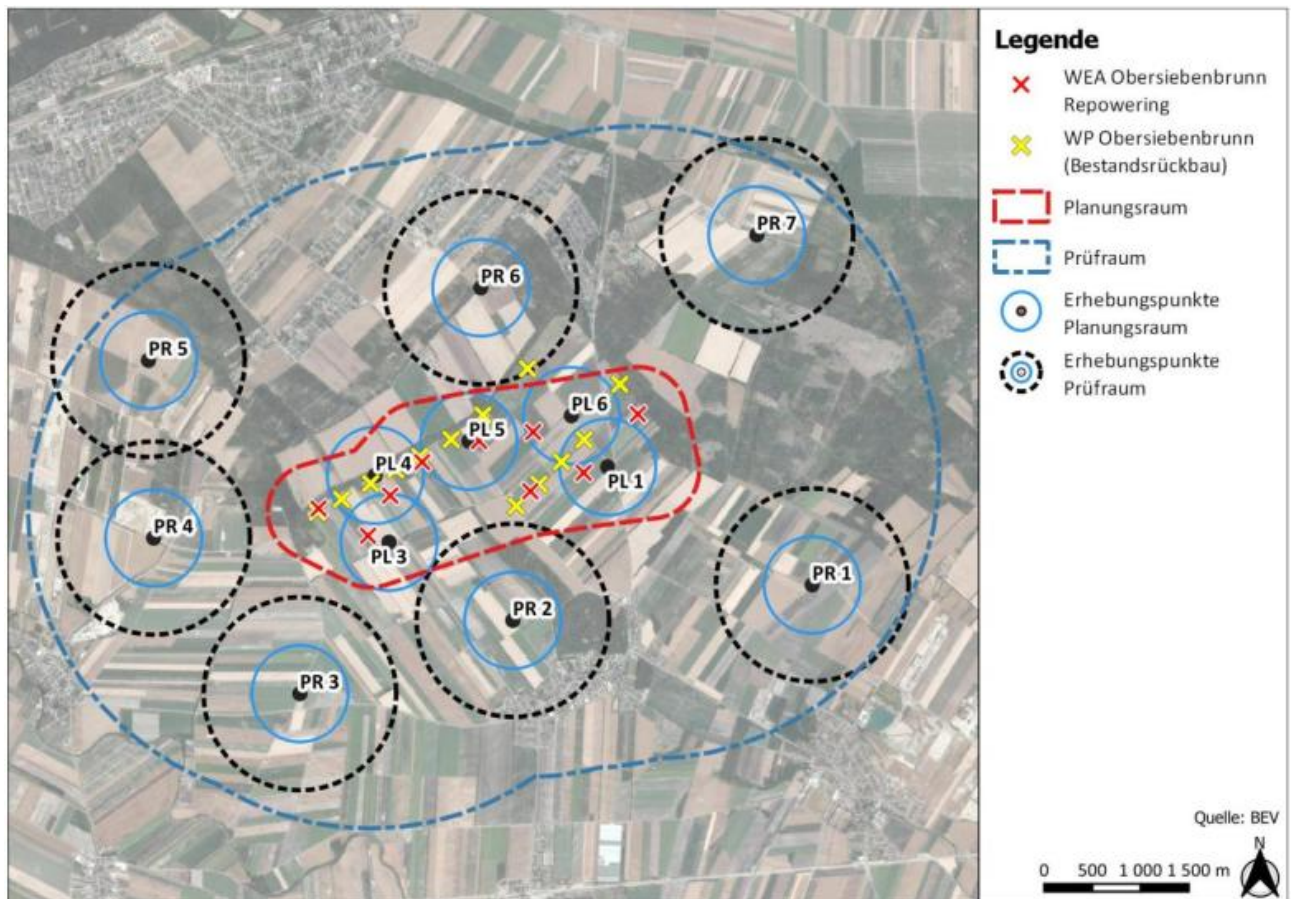 Legende
WEA Obersiebenbrunn
Repowering
WP Obersiebenbrunn
(Bestandsrückbau)
Planungsraum
Prüfraum
Erhebungspunkte
Planungsraum
Erhebungspunkte
Prüfraum
PR 7
PR 6
PR 5
PL 6
PL 5
PL 4
PL 1
PR 4
PL 3
PR 1
PR 2
PR 3
Quelle: BEV
N
0 500 1 000 1 500 m